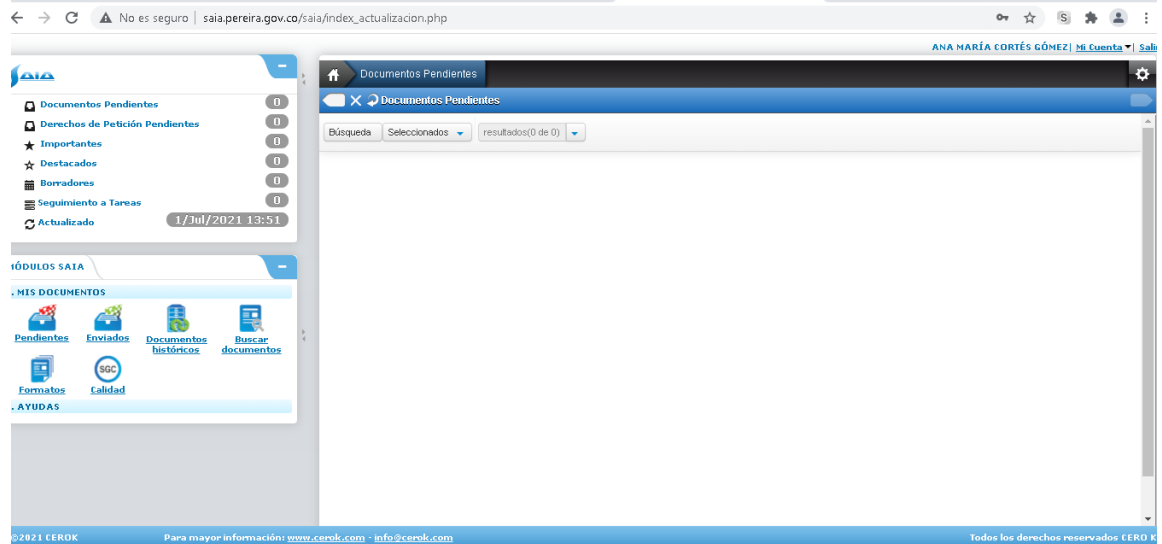 No es seguro | saia.pereira.gov.co/saia/index_actualizacion.php
ANA MARÍA CORTÉS GÓMEZ| Mi Cuenta
saia
Documentos Pendientes 0
Derechos de Petición Pendientes 0
Importantes 0
Destacados 0
Borradores 0
Seguimiento a Tareas 0
Actualizado 1/Jul/2021 13:51
Documentos Pendientes
Documentos Pendientes
Búsqueda Seleccionados resultados(0 de 0)
SAIA
. MIS DOCUMENTOS
Pendientes
Enviados
Documentos históricos
Buscar documentos
SGC
Formatos
Calidad
. AYUDAS
©2021 CEROK Para mayor información: www.cerok.com - info@cerok.com Todos los derechos reservados CERO K